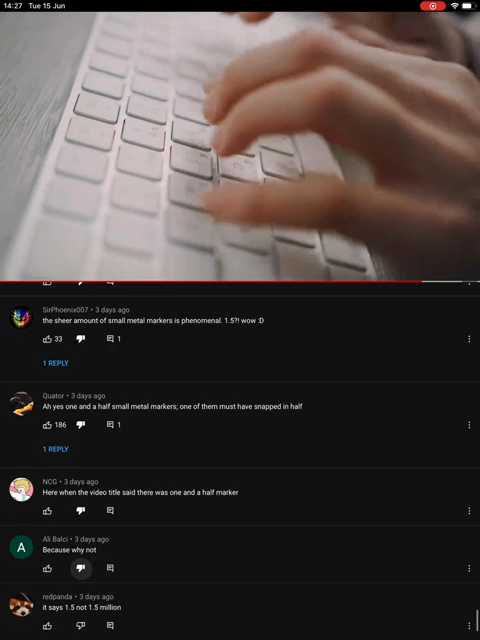 14:27 Tue 15 Jun
SirPhoenix007 • 3 days ago
the sheer amount of small metal markers is phenomenal. 1.5?! wow :D
33 1
1 REPLY
Quator • 3 days ago
Ah yes one and a half small metal markers; one of them must have snapped in half
186 1
1 REPLY
NCG • 3 days ago
Here when the video title said there was one and a half marker
A
Ali Balci • 3 days ago
Because why not
redpanda • 3 days ago
it says 1.5 not 1.5 million